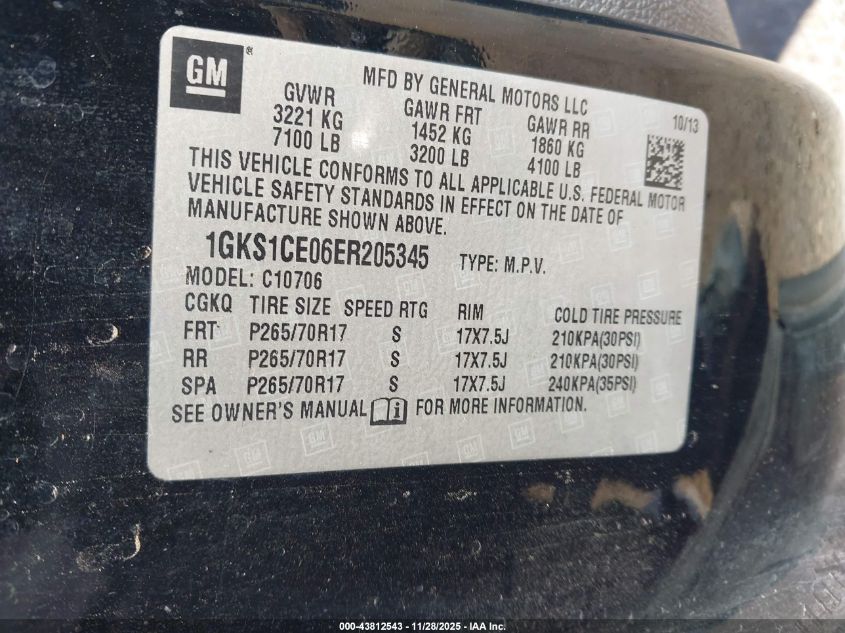 GM ®
MFD BY GENERAL MOTORS LLC
GVWR GAWR FRT GAWR RR 10/13
3221 KG 1452 KG 1860 KG
7100 LB 3200 LB 4100 LB
THIS VEHICLE CONFORMS TO ALL APPLICABLE U.S. FEDERAL MOTOR
VEHICLE SAFETY STANDARDS IN EFFECT ON THE DATE OF
MANUFACTURE SHOWN ABOVE.
1GKS1CE06ER205345 TYPE: M.P.V.
MODEL: C10706
CGKQ TIRE SIZE SPEED RTG RIM COLD TIRE PRESSURE
FRT P265/70R17 S 17X7.5J 210KPA(30PSI)
RR P265/70R17 S 17X7.5J 210KPA(30PSI)
SPA P265/70R17 S 17X7.5J 240KPA(35PSI)
SEE OWNER'S MANUAL i FOR MORE INFORMATION.
000-43812543 - 11/28/2025 - IAA Inc.